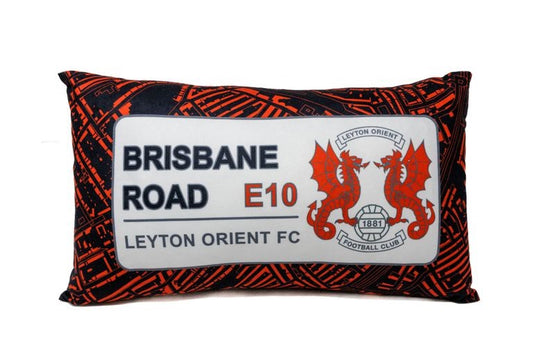 BRISBANE
ROAD E10
LEYTON ORIENT FC
LEYTON ORIENT
1881
FOOTBALL CLUB